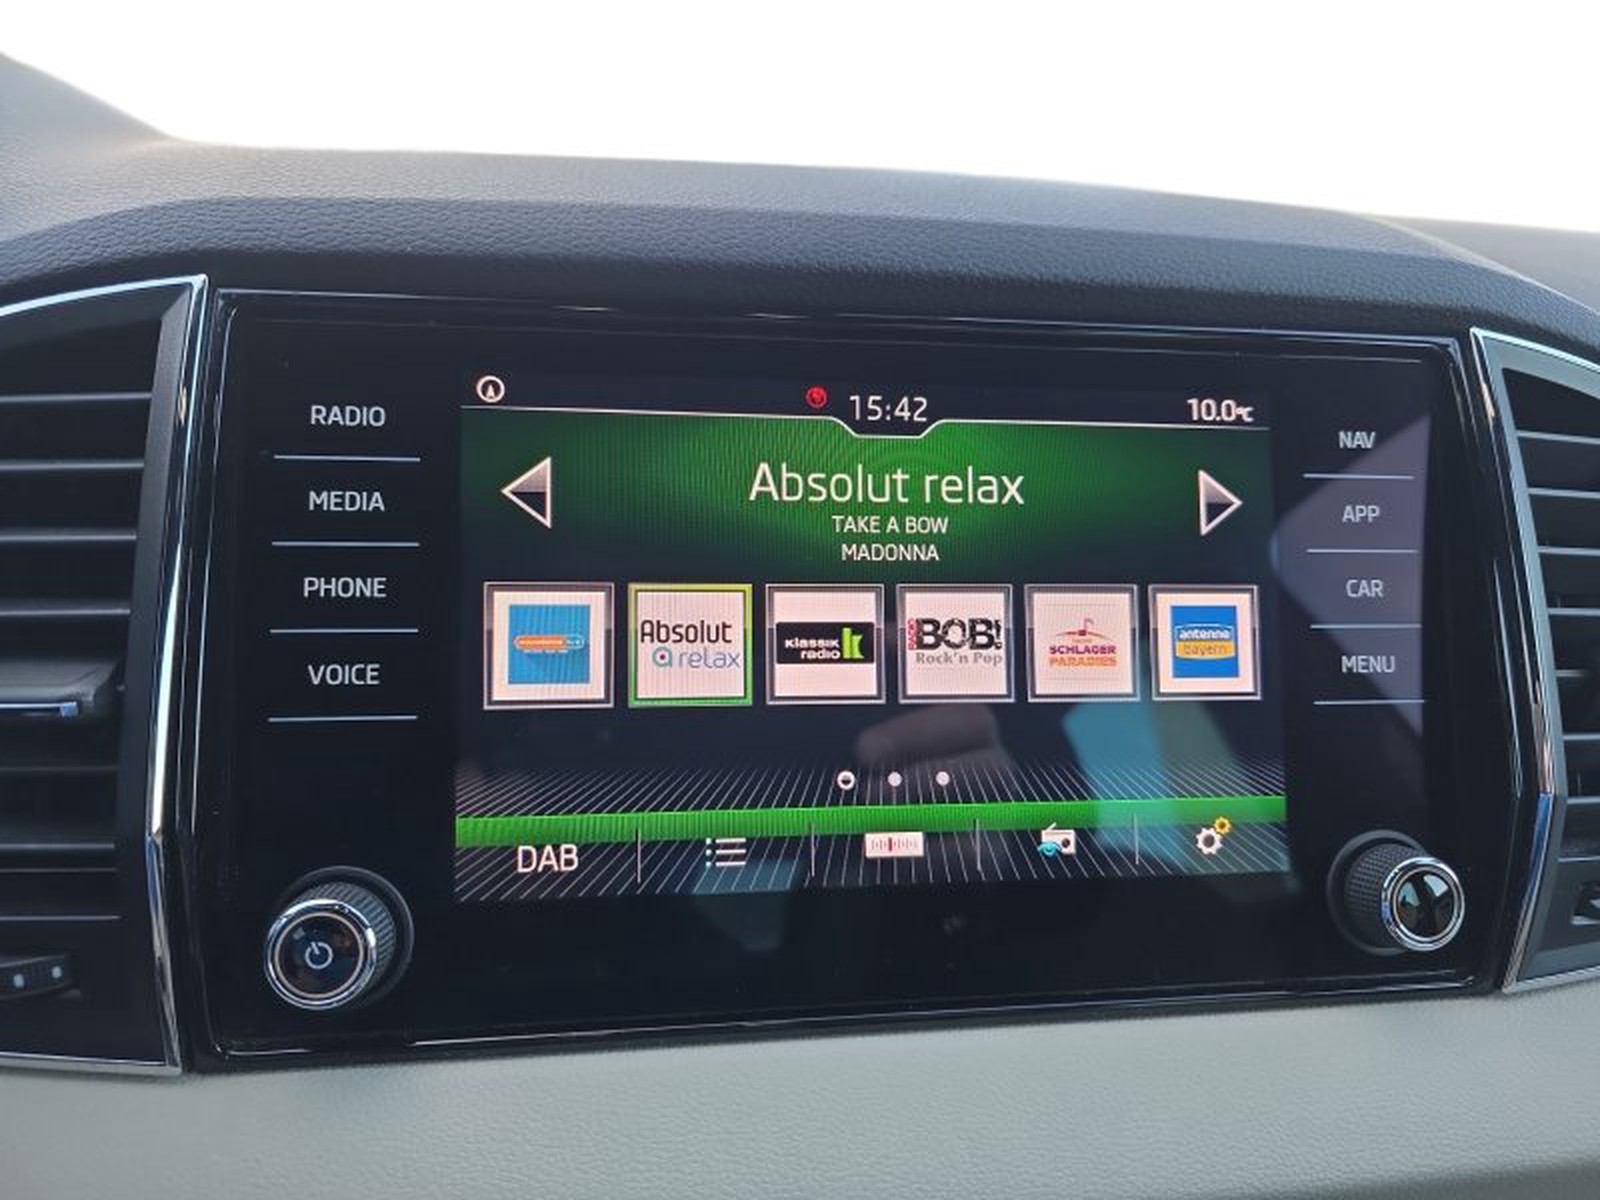 RADIO
MEDIA
PHONE
VOICE
15:42
10.0°C
Absolut relax
TAKE A BOW
MADONNA
Absolut
relax
klassik
radio
RADIO
BOB!
Rock'n Pop
SCHLAGER
PARADIES
antenne
bayern
DAB
NAV
APP
CAR
MENU